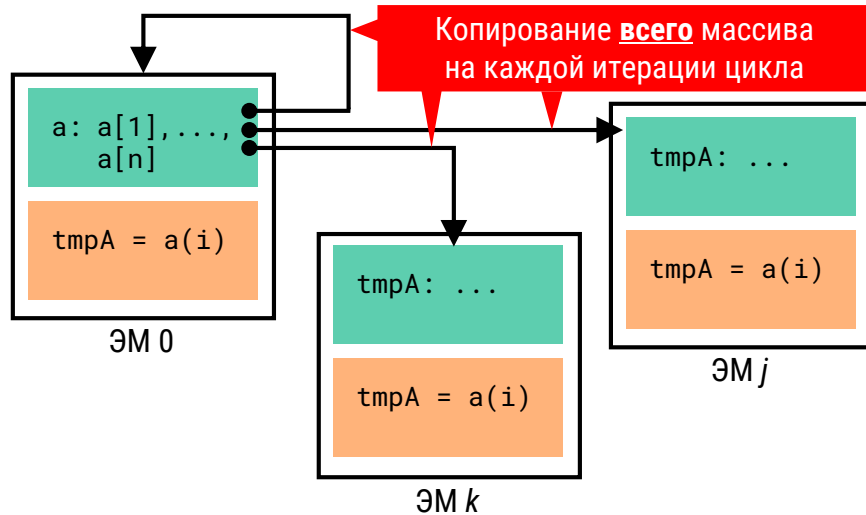 Копирование всего массива
на каждой итерации цикла
a: a[1],...,
a[n]
tmpA = a(i)
ЭМ 0
tmpA: ...
tmpA = a(i)
ЭМ k
tmpA: ...
tmpA = a(i)
ЭМ j